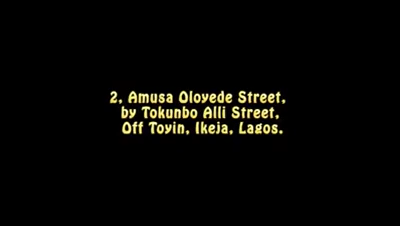 2, Amusa Oloyede Street,
by Tokunbo Alli Street,
Off Toyin, Ikeja, Lagos.